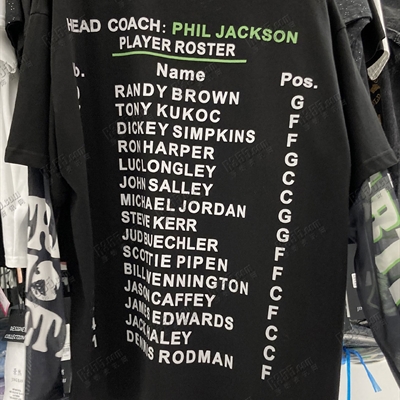 HEAD COACH: PHIL JACKSON
PLAYER ROSTER
o. Name Pos.
RANDY BROWN G
TONY KUKOC F
DICKEY SIMPKINS F
RON HARPER G
LUC LONGLEY C
JOHN SALLEY C
MICHAEL JORDAN G
STEVE KERR G
JUD BUECHLER F
SCOTTIE PIPEN F
BILL WENNINGTON C
JASON CAFFEY F
4 JAMES EDWARDS C
1 JACK HALEY C
DENNIS RODMAN F